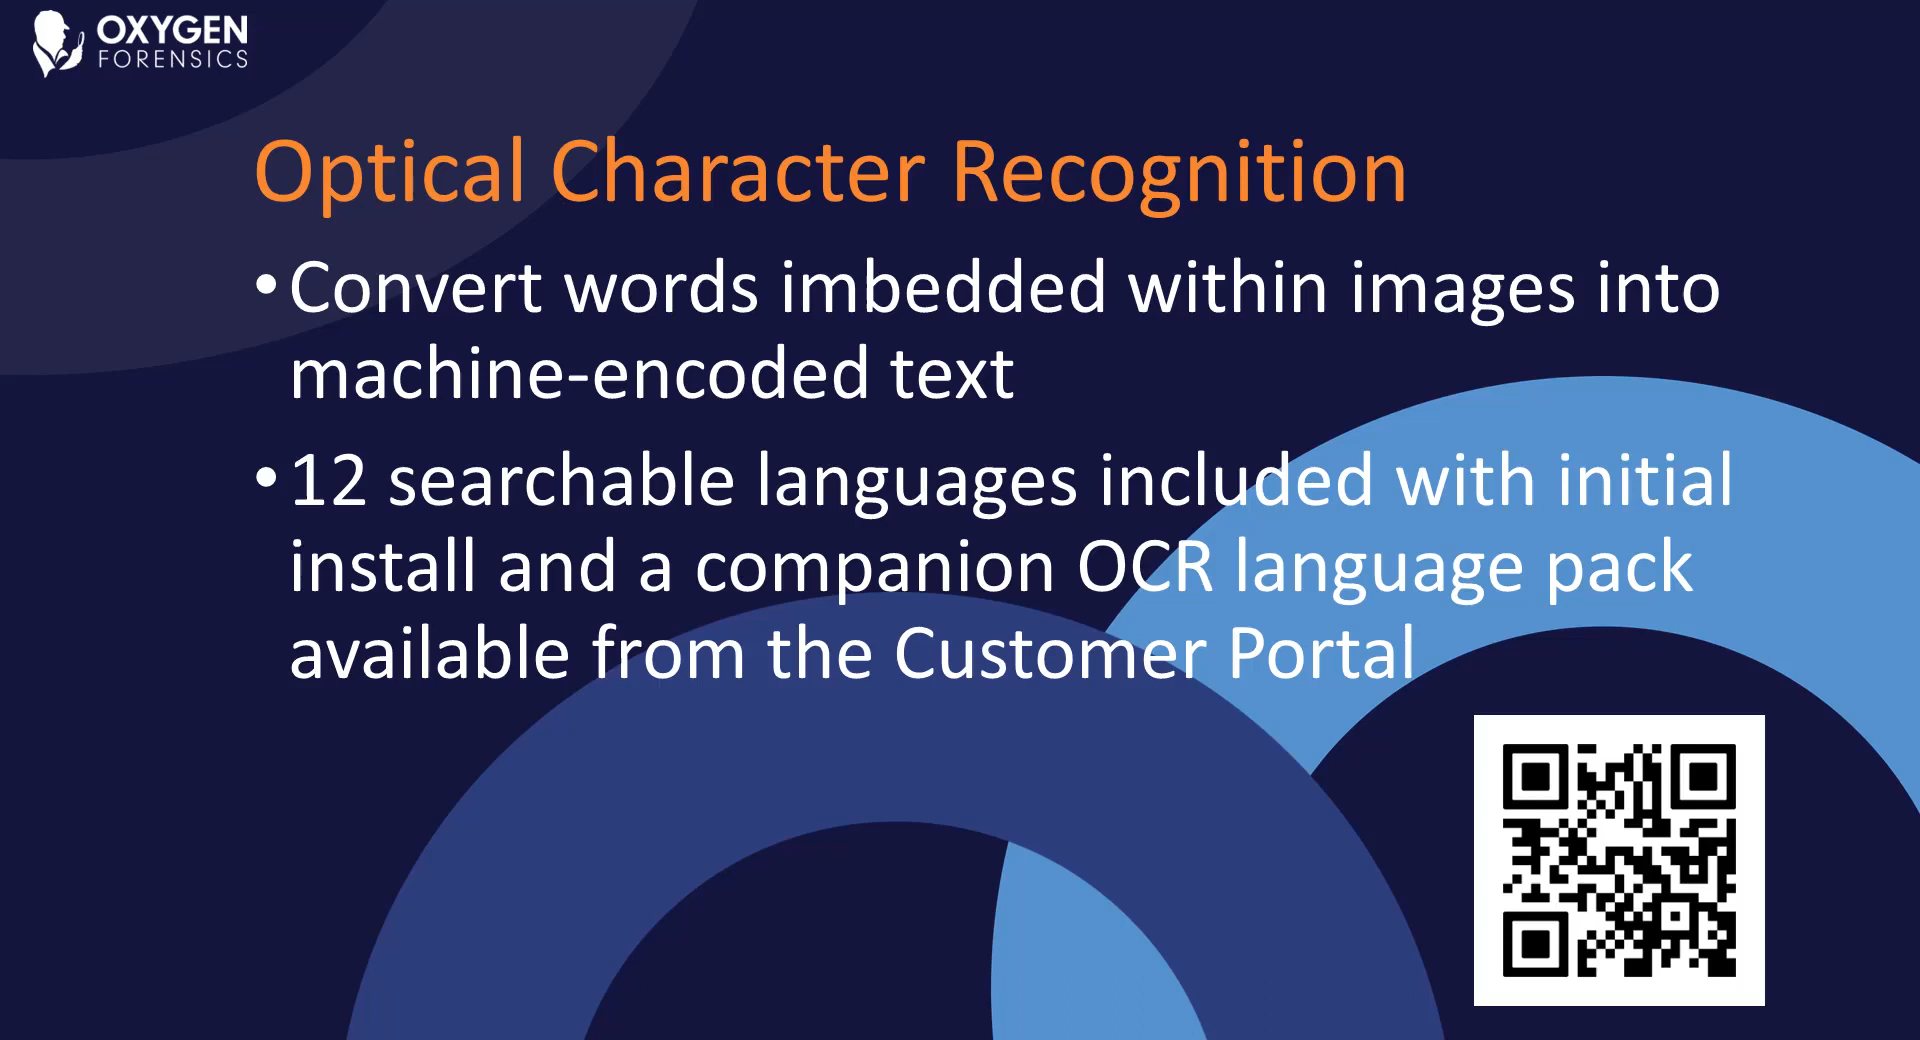 OXYGEN
FORENSICS
Optical Character Recognition
• Convert words imbedded within images into
machine-encoded text
• 12 searchable languages included with initial
install and a companion OCR language pack
available from the Customer Portal